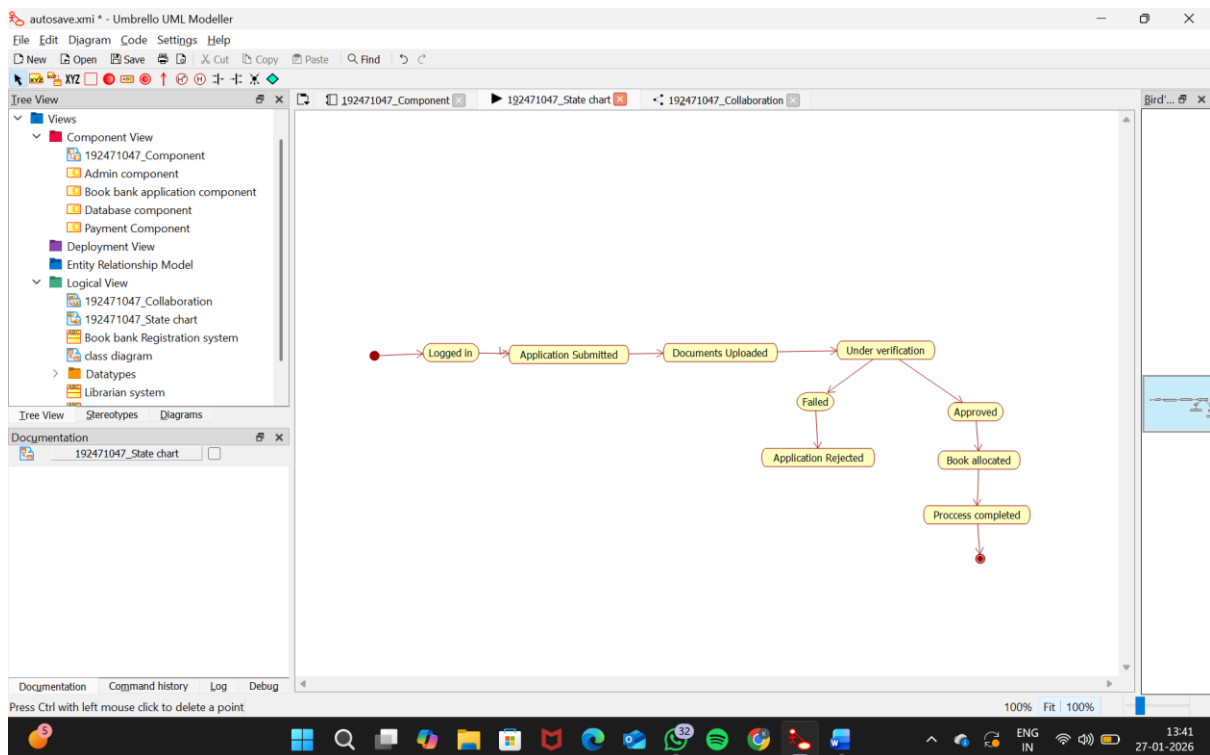 autosave.xmi * - Umbrello UML Modeller
File Edit Diagram Code Settings Help
New Open Save Cut Copy Paste Find
XYZ XYZ ABC H H
Tree View
192471047_Component 192471047_State chart 192471047_Collaboration
Bird'...
Views
Component View
192471047_Component
Admin component
Book bank application component
Database component
Payment Component
Deployment View
Entity Relationship Model
Logical View
192471047_Collaboration
192471047_State chart
Book bank Registration system
class diagram
Datatypes
Librarian system
Tree View Stereotypes Diagrams
Documentation
192471047_State chart
Logged in
Application Submitted
Documents Uploaded
Under verification
Failed
Approved
Application Rejected
Book allocated
Proccess completed
Documentation Command history Log Debug
Press Ctrl with left mouse click to delete a point
100% Fit 100%
5
32
ENG
IN
13:41
27-01-2026